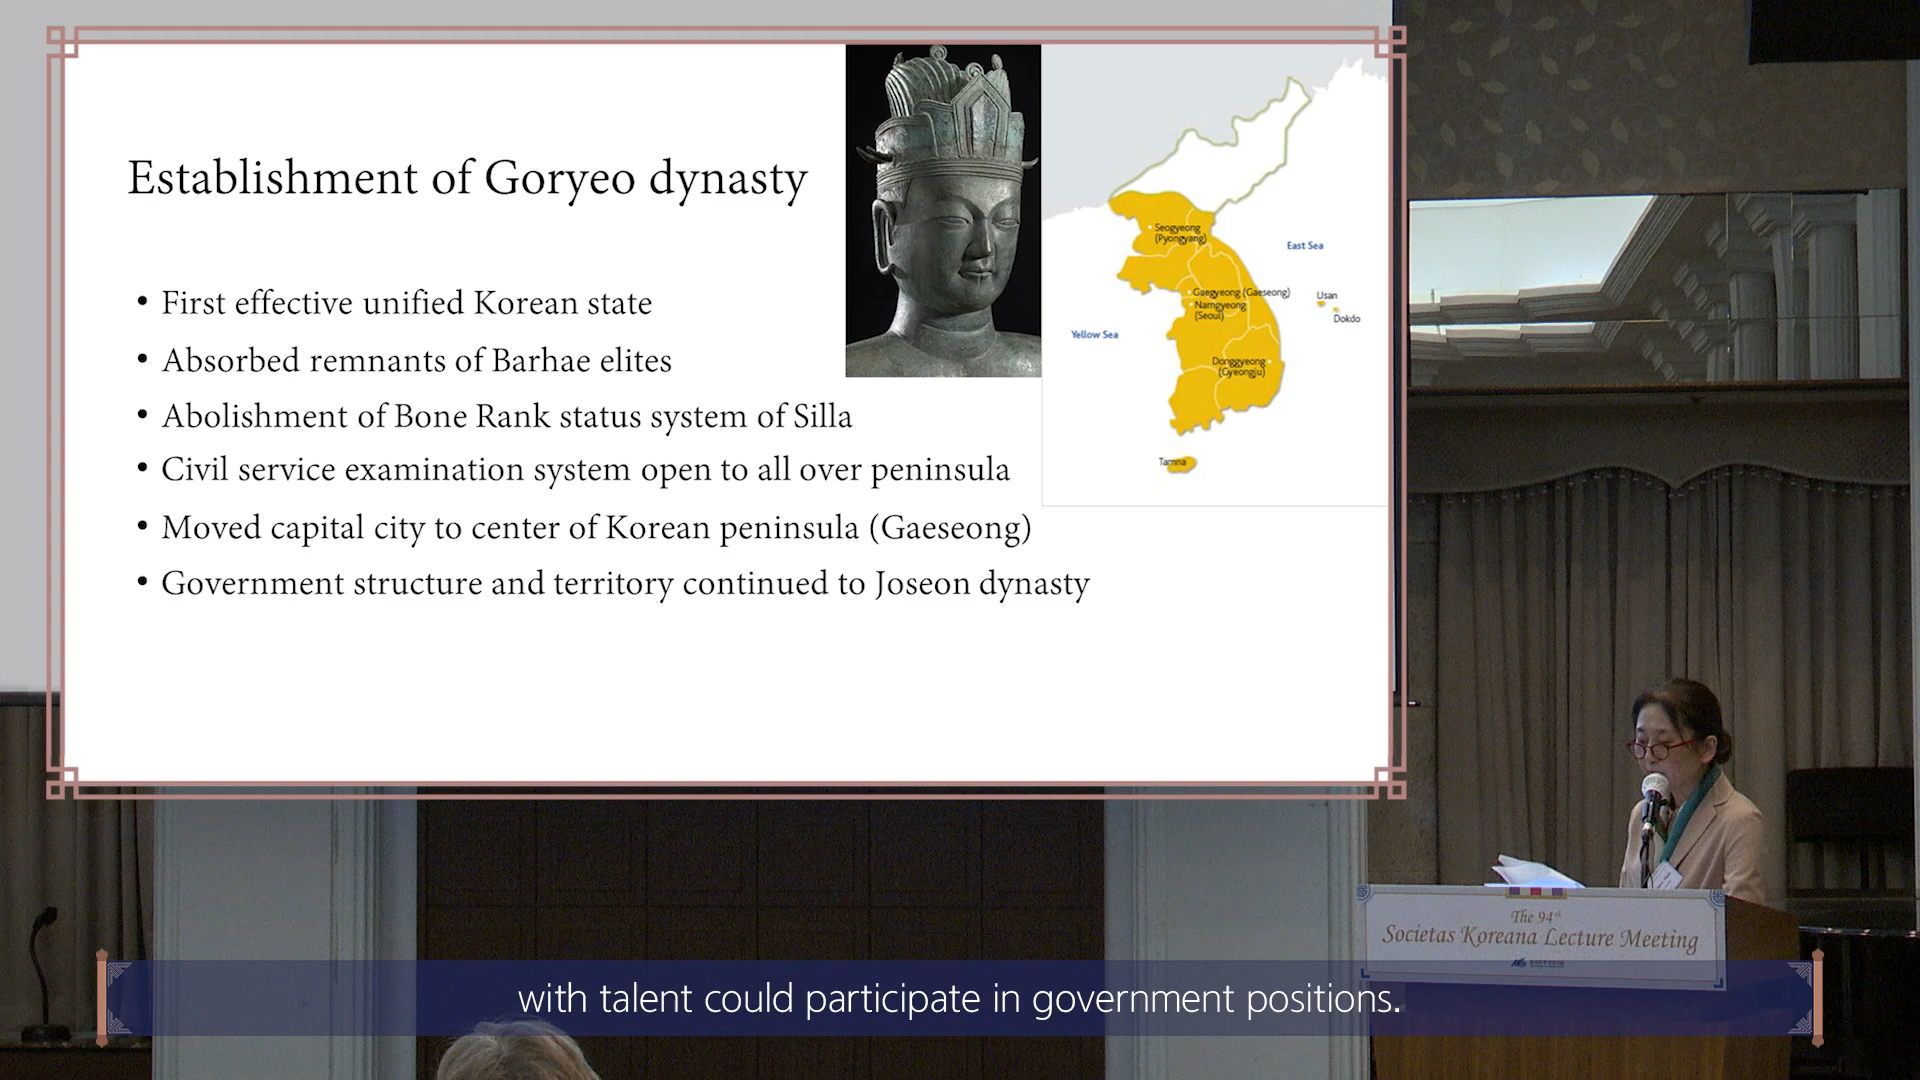 Establishment of Goryeo dynasty
• First effective unified Korean state
• Absorbed remnants of Barhae elites
• Abolishment of Bone Rank status system of Silla
• Civil service examination system open to all over peninsula
• Moved capital city to center of Korean peninsula (Gaeseong)
• Government structure and territory continued to Joseon dynasty
Seogyeong
(Pyongyang)
East Sea
Gaegyeong (Gaeseong)
Namgyeong
(Seoul)
Usan
Dokdo
Yellow Sea
Donggyeong
(Gyeongju)
Tamna
The 94th
Societas Koreana Lecture Meeting
with talent could participate in government positions.